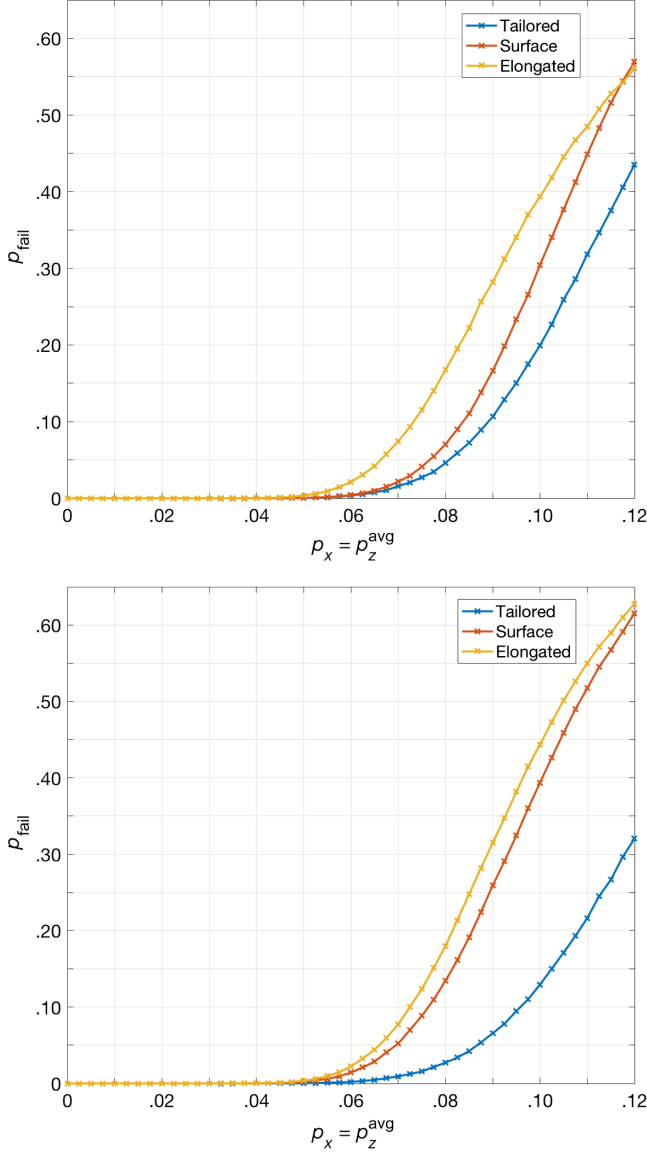 Tailored
Surface
Elongated
.60
.50
.40
.30
.20
.10
0
p_fail
0 .02 .04 .06 .08 .10 .12
p_x = p_z^avg
Tailored
Surface
Elongated
.60
.50
.40
.30
.20
.10
0
p_fail
0 .02 .04 .06 .08 .10 .12
p_x = p_z^avg